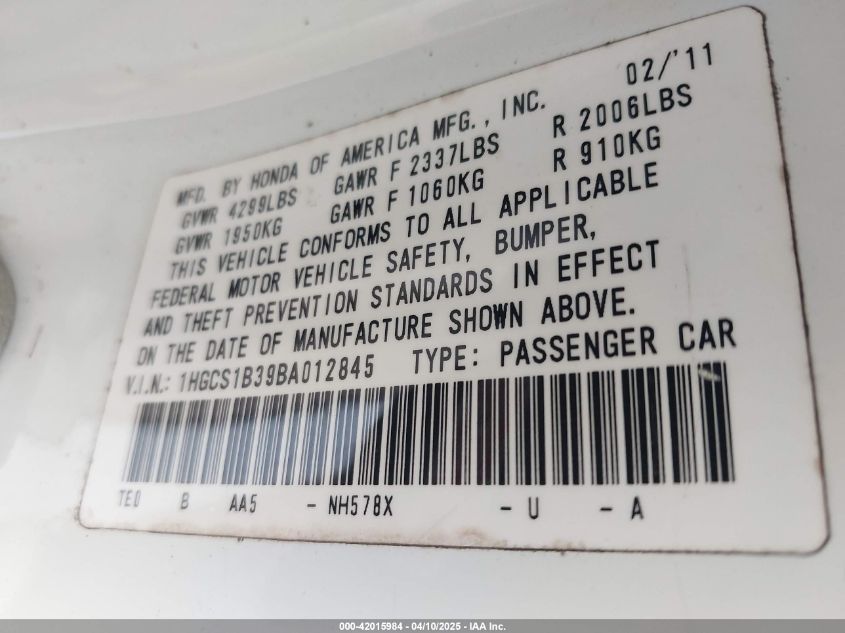 02/'11
MFD. BY HONDA OF AMERICA MFG., INC.
GVWR 4299LBS GAWR F 2337LBS R 2006LBS
GVWR 1950KG GAWR F 1060KG R 910KG
THIS VEHICLE CONFORMS TO ALL APPLICABLE
FEDERAL MOTOR VEHICLE SAFETY, BUMPER,
AND THEFT PREVENTION STANDARDS IN EFFECT
ON THE DATE OF MANUFACTURE SHOWN ABOVE.
V.I.N.: 1HGCS1B39BA012845 TYPE: PASSENGER CAR
TE0 B AA5 - NH578X - U - A
000-42015984 - 04/10/2025 - IAA Inc.